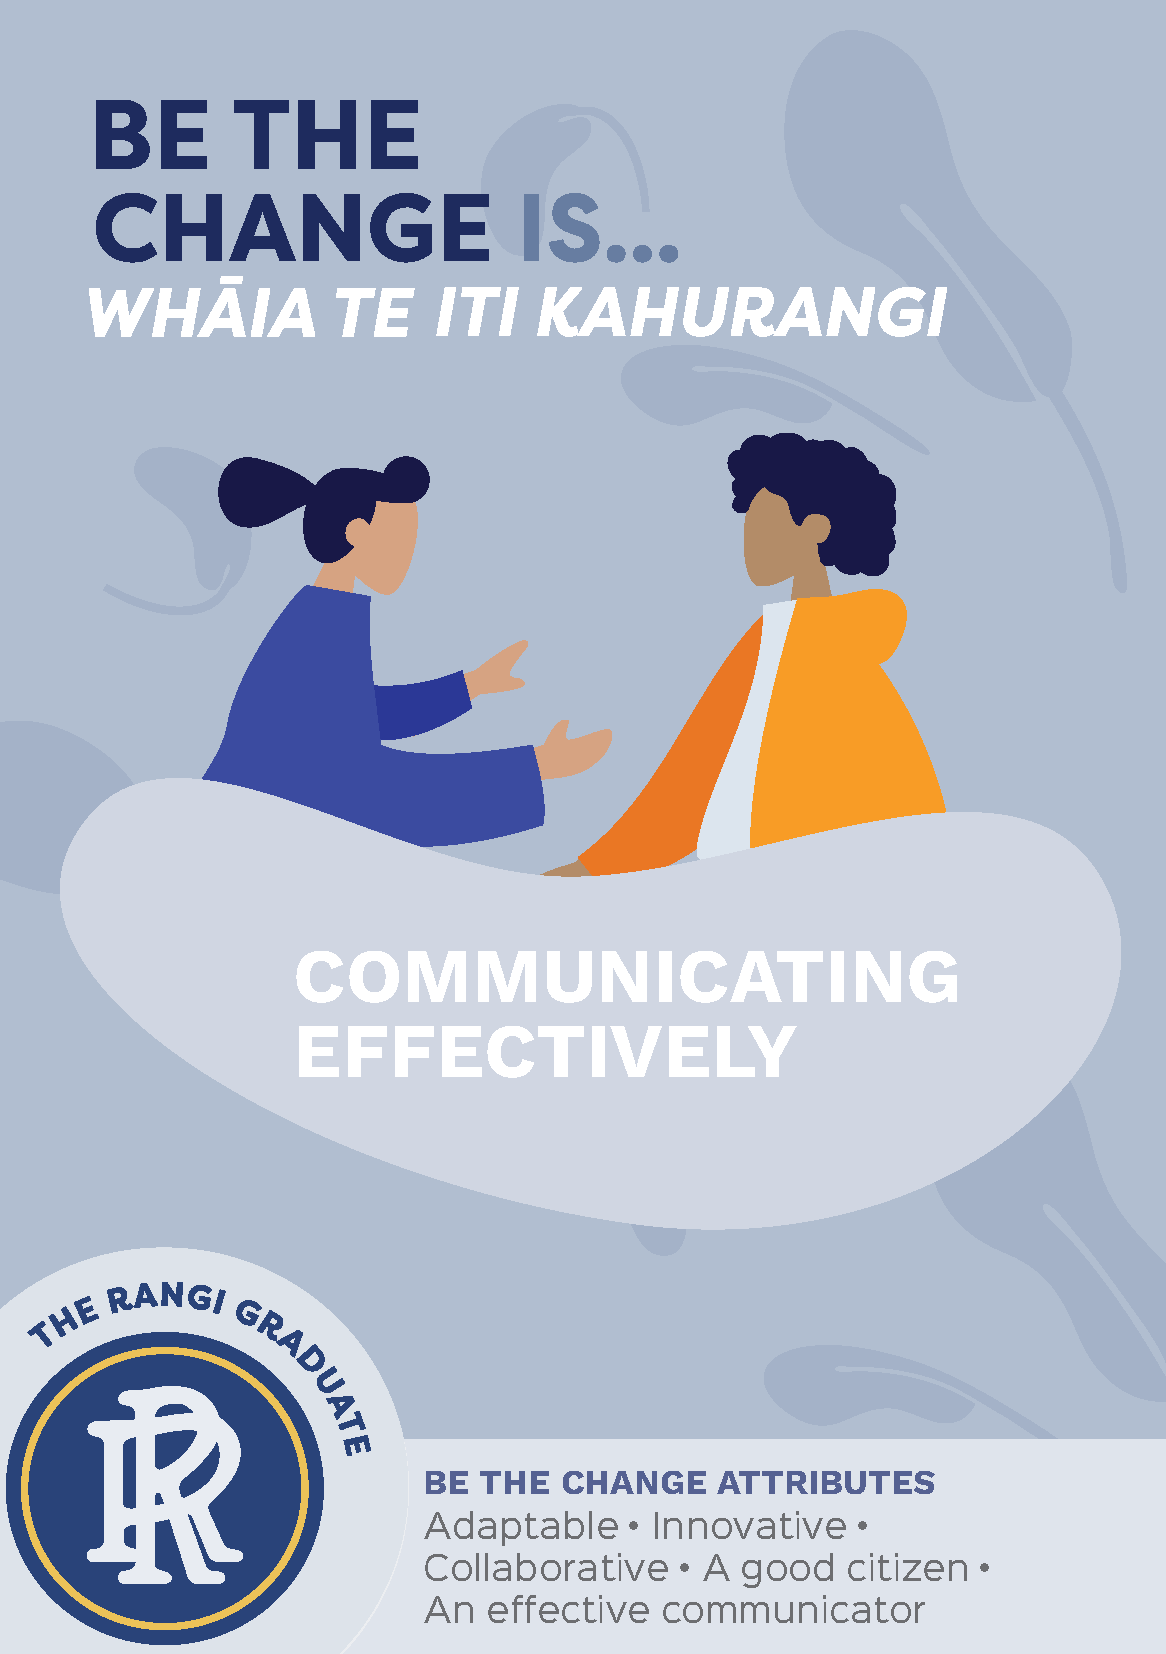 BE THE
CHANGE IS...
WHĀIA TE ITI KAHURANGI
COMMUNICATING
EFFECTIVELY
THE RANGI GRADUATE
RR
BE THE CHANGE ATTRIBUTES
Adaptable • Innovative •
Collaborative • A good citizen •
An effective communicator